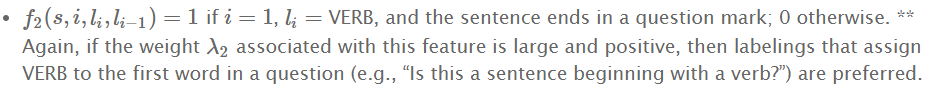 • f₂(s, i, lᵢ, lᵢ₋₁) = 1 if i = 1, lᵢ = VERB, and the sentence ends in a question mark; 0 otherwise. **
Again, if the weight λ₂ associated with this feature is large and positive, then labelings that assign
VERB to the first word in a question (e.g., “Is this a sentence beginning with a verb?”) are preferred.